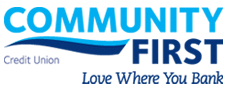 COMMUNITY
Credit Union FIRST
Love Where You Bank